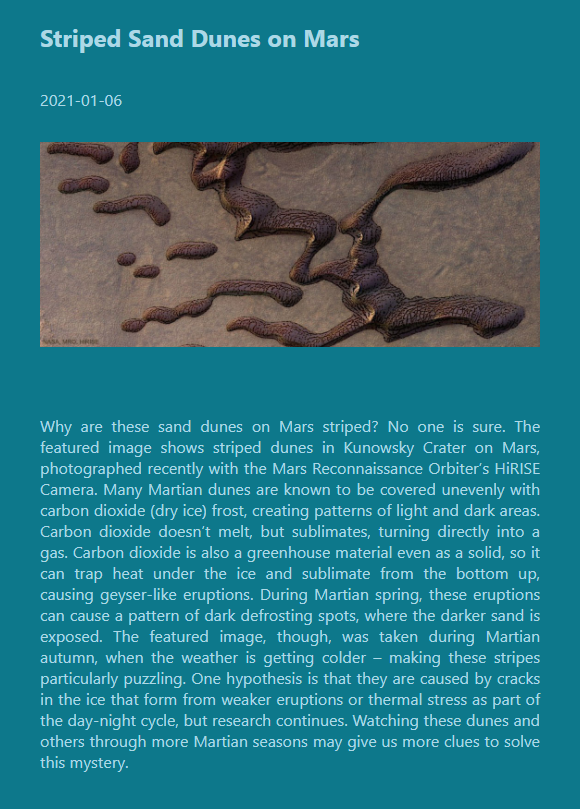 Striped Sand Dunes on Mars
2021-01-06
NASA, MRO, HiRISE
Why are these sand dunes on Mars striped? No one is sure. The
featured image shows striped dunes in Kunowsky Crater on Mars,
photographed recently with the Mars Reconnaissance Orbiter’s HiRISE
Camera. Many Martian dunes are known to be covered unevenly with
carbon dioxide (dry ice) frost, creating patterns of light and dark areas.
Carbon dioxide doesn’t melt, but sublimates, turning directly into a
gas. Carbon dioxide is also a greenhouse material even as a solid, so it
can trap heat under the ice and sublimate from the bottom up,
causing geyser-like eruptions. During Martian spring, these eruptions
can cause a pattern of dark defrosting spots, where the darker sand is
exposed. The featured image, though, was taken during Martian
autumn, when the weather is getting colder – making these stripes
particularly puzzling. One hypothesis is that they are caused by cracks
in the ice that form from weaker eruptions or thermal stress as part of
the day-night cycle, but research continues. Watching these dunes and
others through more Martian seasons may give us more clues to solve
this mystery.